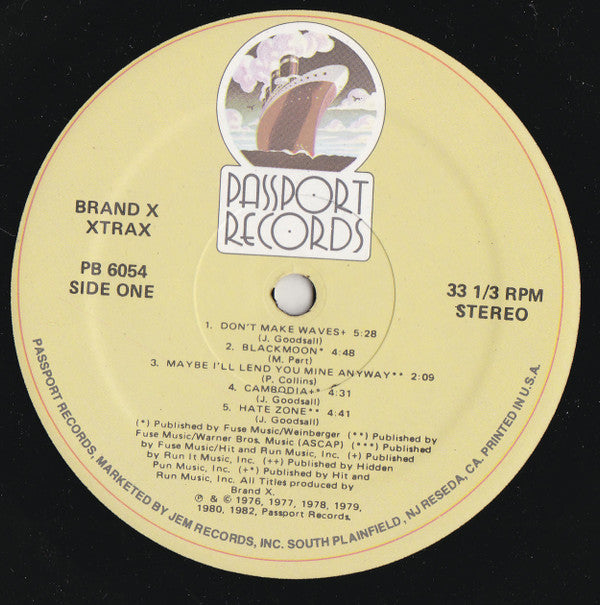 PASSPORT
RECORDS
BRAND X
XTRAX
PB 6054
SIDE ONE
33 1/3 RPM
STEREO
1. DON'T MAKE WAVES+ 5:28
(J. Goodsall)
2. BLACKMOON* 4:48
(M. Pert)
3. MAYBE I'LL LEND YOU MINE ANYWAY** 2:09
(P. Collins)
4. CAMBODIA+* 4:31
(J. Goodsall)
5. HATE ZONE** 4:41
(J. Goodsall)
(*) Published by Fuse Music/Weinberger (**) Published by
Fuse Music/Warner Bros. Music (ASCAP) (***) Published
by Fuse Music/Hit and Run Music, Inc. (+) Published
by Run It Music, Inc. (++) Published by Hidden
Pun Music, Inc. (+*) Published by Hit and
Run Music, Inc. All Titles produced by
Brand X.
℗ & © 1976, 1977, 1978, 1979,
1980, 1982, Passport Records.
PASSPORT RECORDS, MARKETED BY JEM RECORDS, INC. SOUTH PLAINFIELD, NJ RESEDA, CA. PRINTED IN U.S.A.